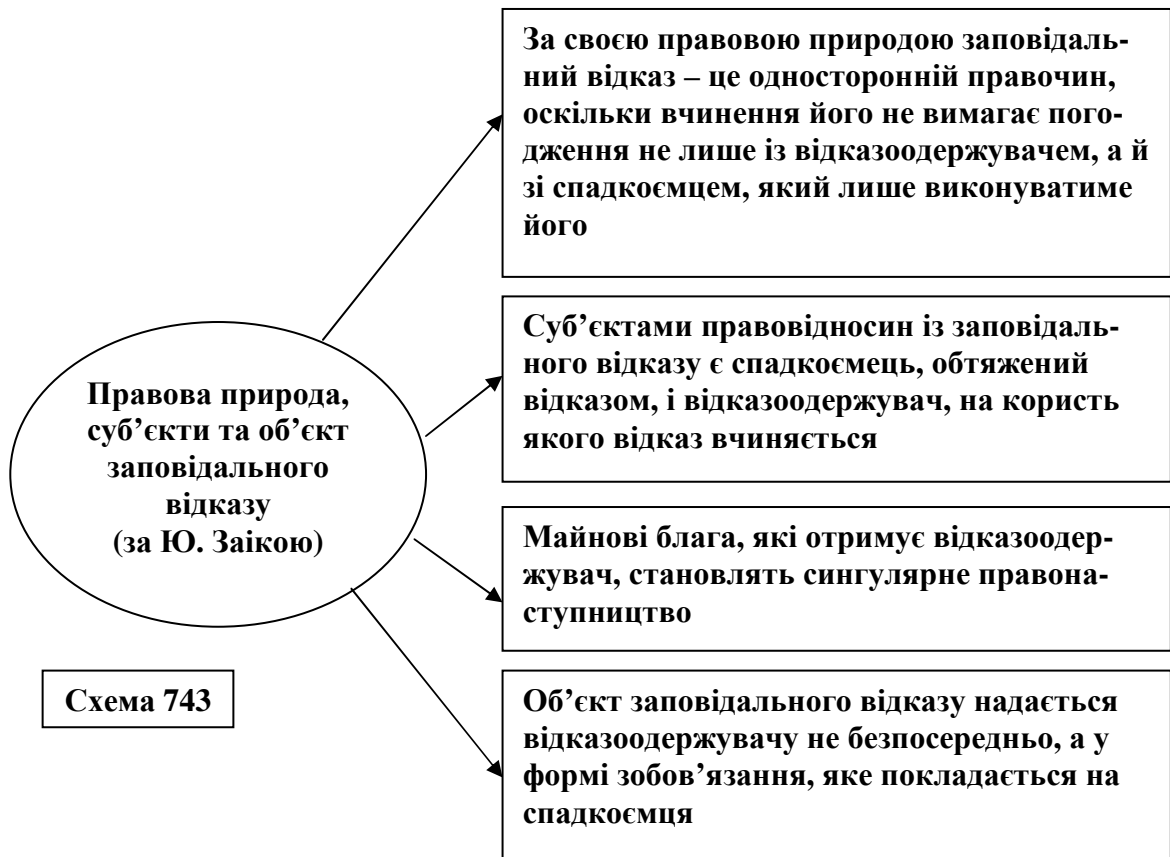 За своєю правовою природою заповідаль-
ний відказ – це односторонній правочин,
оскільки вчинення його не вимагає пого-
дження не лише із відказоодержувачем, а й
зі спадкоємцем, який лише виконуватиме
його
Суб’єктами правовідносин із заповідаль-
ного відказу є спадкоємець, обтяжений
відказом, і відказоодержувач, на користь
якого відказ вчиняється
Правова природа,
суб’єкти та об’єкт
заповідального
відказу
(за Ю. Заікою)
Майнові блага, які отримує відказоодер-
жувач, становлять сингулярне правона-
ступництво
Схема 743
Об’єкт заповідального відказу надається
відказоодержувачу не безпосередньо, а у
формі зобов’язання, яке покладається на
спадкоємця